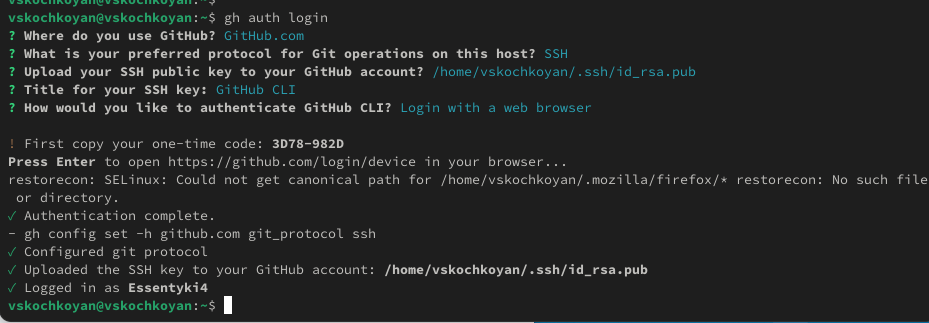 vskochkoyan@vskochkoyan:~$
vskochkoyan@vskochkoyan:~$ gh auth login
? Where do you use GitHub? GitHub.com
? What is your preferred protocol for Git operations on this host? SSH
? Upload your SSH public key to your GitHub account? /home/vskochkoyan/.ssh/id_rsa.pub
? Title for your SSH key: GitHub CLI
? How would you like to authenticate GitHub CLI? Login with a web browser
! First copy your one-time code: 3D78-982D
Press Enter to open https://github.com/login/device in your browser...
restorecon: SELinux: Could not get canonical path for /home/vskochkoyan/.mozilla/firefox/* restorecon: No such file
or directory.
✓ Authentication complete.
- gh config set -h github.com git_protocol ssh
✓ Configured git protocol
✓ Uploaded the SSH key to your GitHub account: /home/vskochkoyan/.ssh/id_rsa.pub
✓ Logged in as Essentyki4
vskochkoyan@vskochkoyan:~$